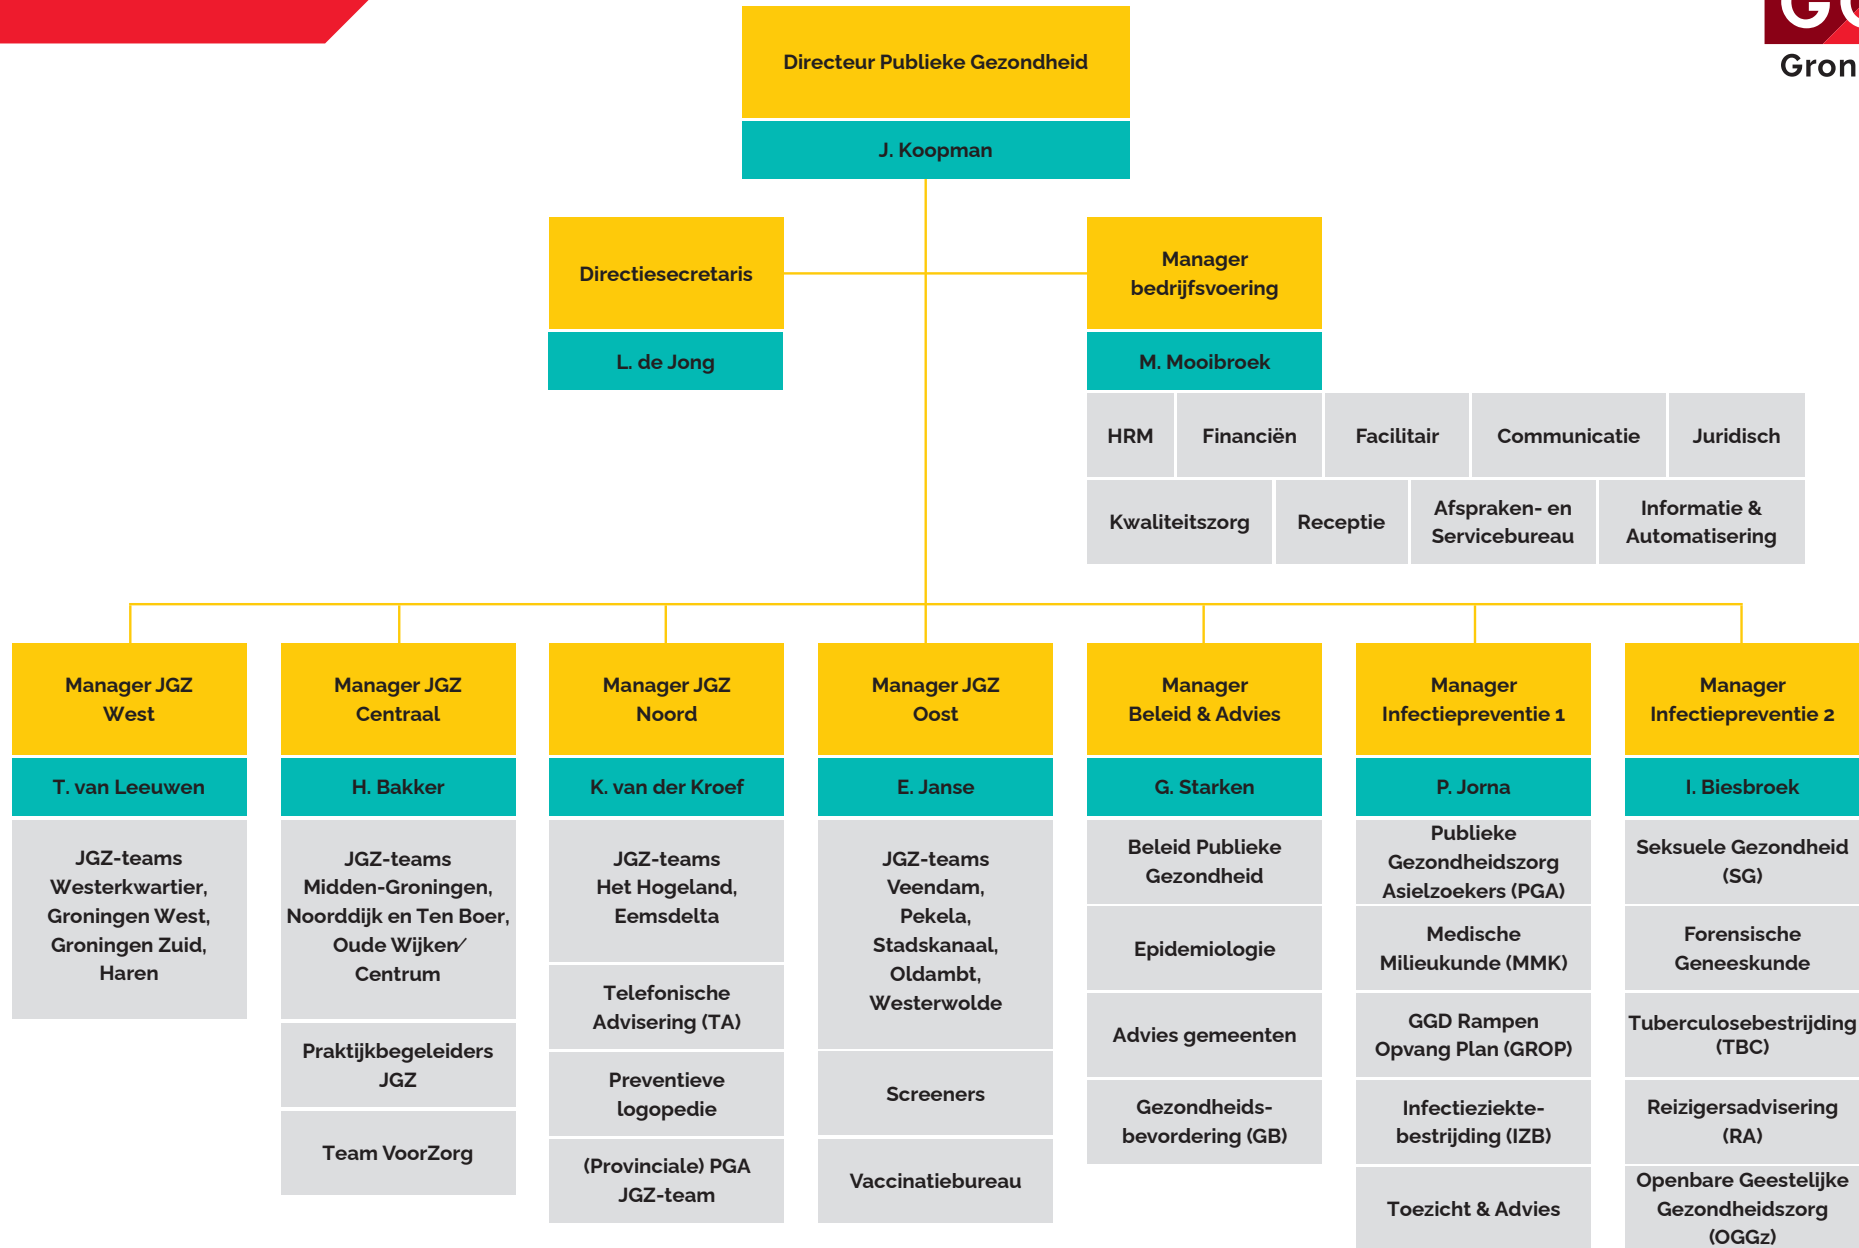 Directeur Publieke Gezondheid
J. Koopman
Directiesecretaris
L. de Jong
Manager
bedrijfsvoering
M. Mooibroek
HRM
Financiën
Facilitair
Communicatie
Juridisch
Kwaliteitszorg
Receptie
Afspraken- en
Servicebureau
Informatie &
Automatisering
Manager JGZ
West
T. van Leeuwen
JGZ-teams
Westerkwartier,
Groningen West,
Groningen Zuid,
Haren
Manager JGZ
Centraal
H. Bakker
JGZ-teams
Midden-Groningen,
Noorddijk en Ten Boer,
Oude Wijken/
Centrum
Praktijkbegeleiders
JGZ
Team VoorZorg
Manager JGZ
Noord
K. van der Kroef
JGZ-teams
Het Hogeland,
Eemsdelta
Telefonische
Advisering (TA)
Preventieve
logopedie
(Provinciale) PGA
JGZ-team
Manager JGZ
Oost
E. Janse
JGZ-teams
Veendam,
Pekela,
Stadskanaal,
Oldambt,
Westerwolde
Screeners
Vaccinatiebureau
Manager
Beleid & Advies
G. Starken
Beleid Publieke
Gezondheid
Epidemiologie
Advies gemeenten
Gezondheids-
bevordering (GB)
Manager
Infectiepreventie 1
P. Jorna
Publieke
Gezondheidszorg
Asielzoekers (PGA)
Medische
Milieukunde (MMK)
GGD Rampen
Opvang Plan (GROP)
Infectieziekte-
bestrijding (IZB)
Toezicht & Advies
Manager
Infectiepreventie 2
I. Biesbroek
Seksuele Gezondheid
(SG)
Forensische
Geneeskunde
Tuberculosebestrijding
(TBC)
Reizigersadvisering
(RA)
Openbare Geestelijke
Gezondheidszorg
(OGGz)